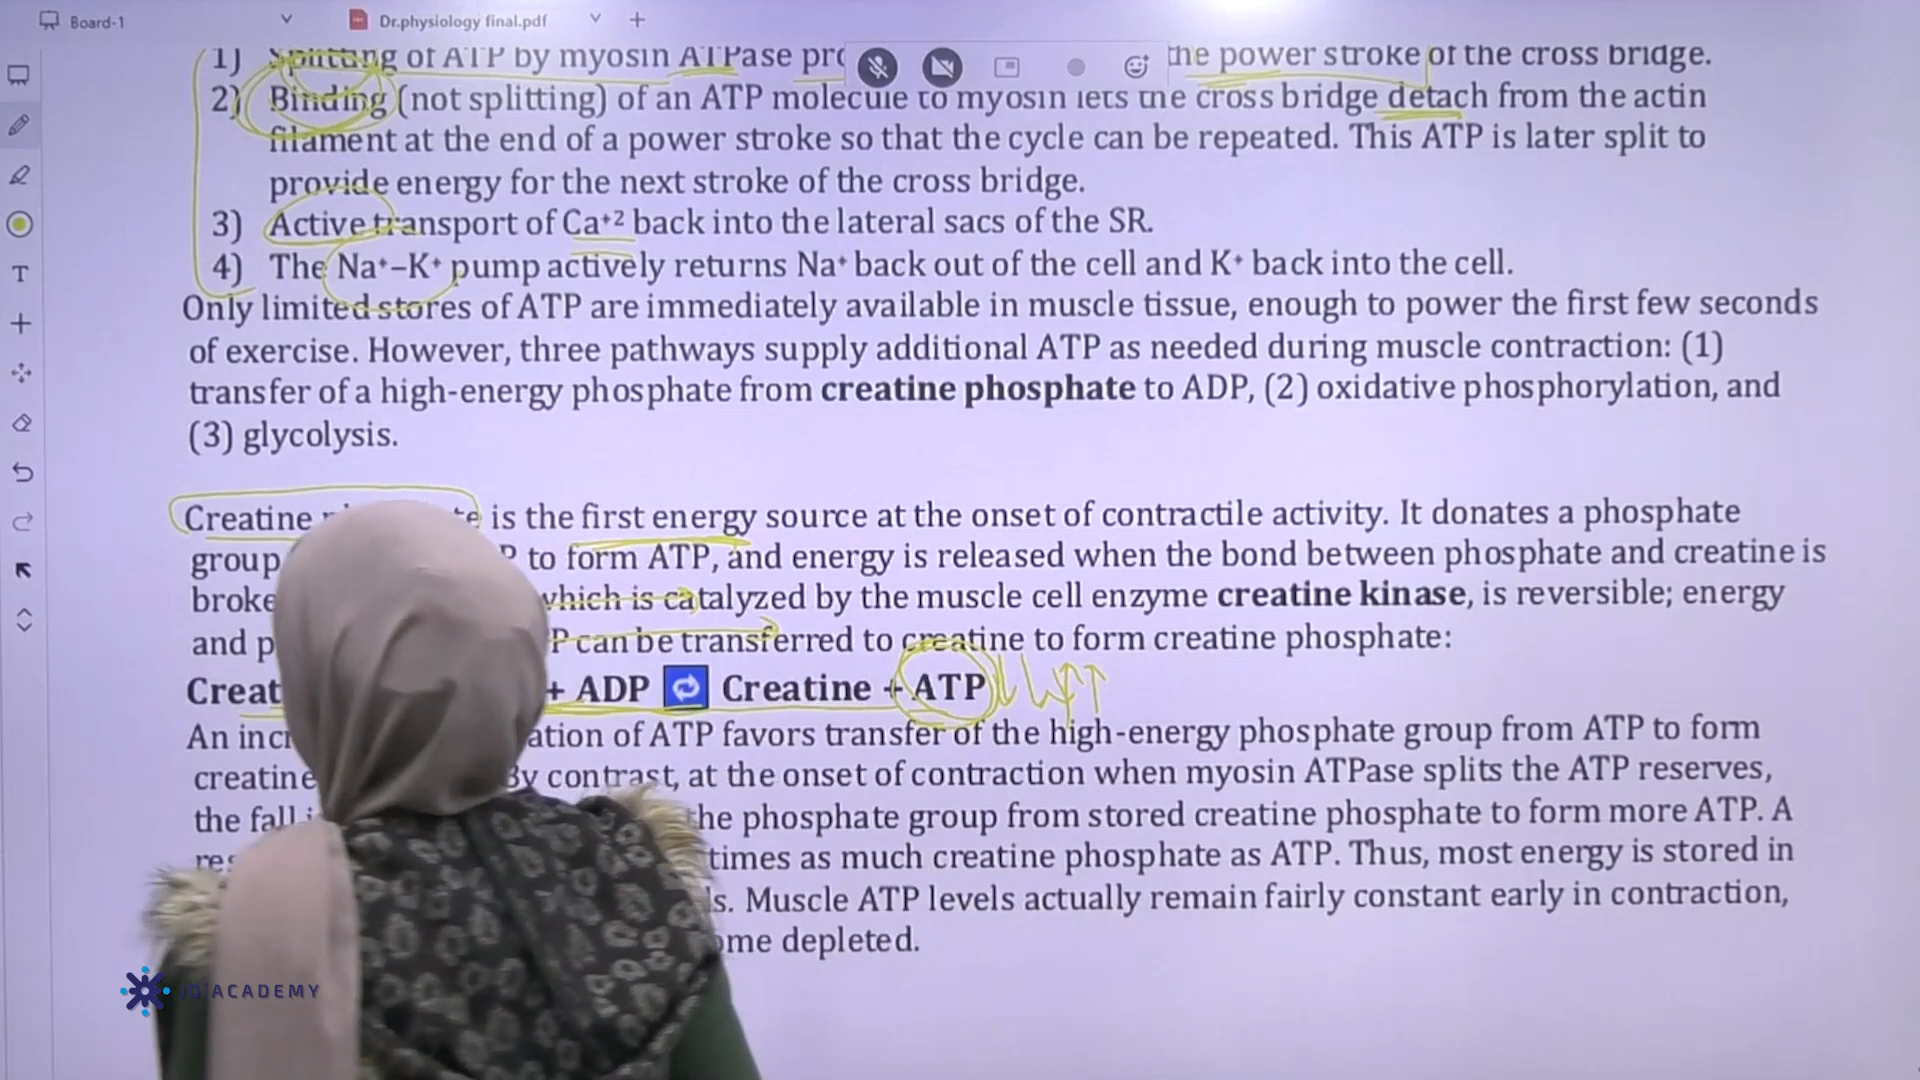 Board-1
Dr.physiology final.pdf
1) Splitting of ATP by myosin ATPase the power stroke of the cross bridge.
2) Binding (not splitting) of an ATP molecule to myosin lets the cross bridge detach from the actin
filament at the end of a power stroke so that the cycle can be repeated. This ATP is later split to
provide energy for the next stroke of the cross bridge.
3) Active transport of Ca⁺² back into the lateral sacs of the SR.
4) The Na⁺–K⁺ pump actively returns Na⁺ back out of the cell and K⁺ back into the cell.
Only limited stores of ATP are immediately available in muscle tissue, enough to power the first few seconds
of exercise. However, three pathways supply additional ATP as needed during muscle contraction: (1)
transfer of a high-energy phosphate from creatine phosphate to ADP, (2) oxidative phosphorylation, and
(3) glycolysis.
Creatine is the first energy source at the onset of contractile activity. It donates a phosphate
group to form ATP, and energy is released when the bond between phosphate and creatine is
which is catalyzed by the muscle cell enzyme creatine kinase, is reversible; energy
and can be transferred to creatine to form creatine phosphate:
+ ADP Creatine + ATP
An of ATP favors transfer of the high-energy phosphate group from ATP to form
creatine By contrast, at the onset of contraction when myosin ATPase splits the ATP reserves,
the fall the phosphate group from stored creatine phosphate to form more ATP. A
times as much creatine phosphate as ATP. Thus, most energy is stored in
Muscle ATP levels actually remain fairly constant early in contraction,
depleted.
ACADEMY